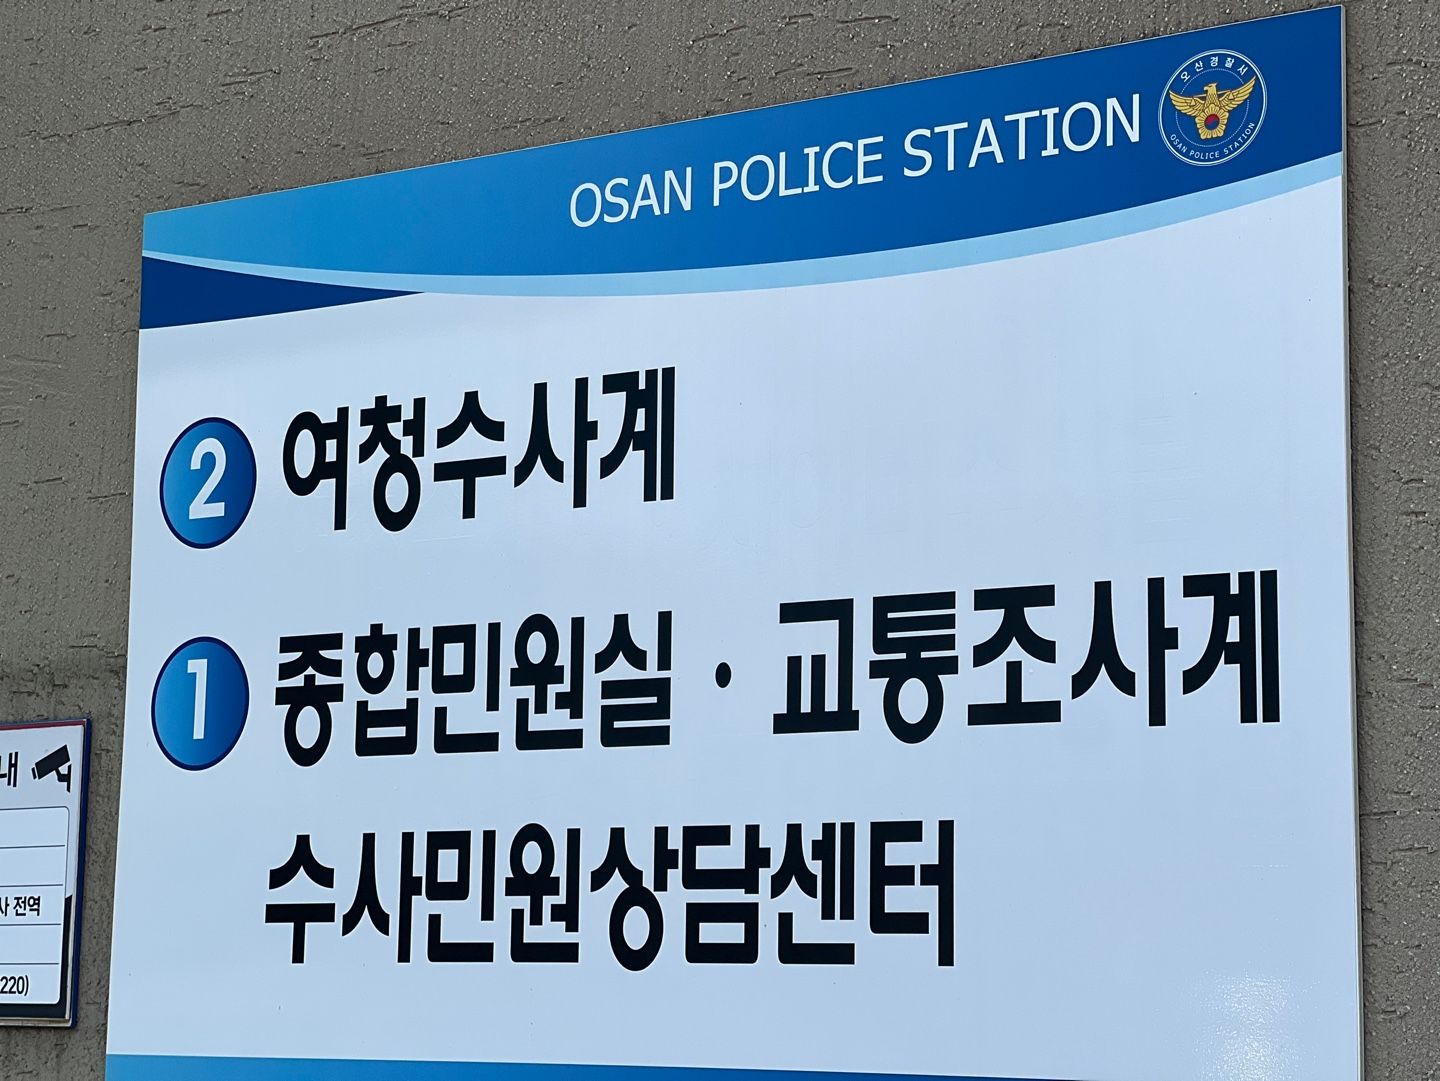 OSAN POLICE STATION
오산경찰서
OSAN POLICE STATION
2 여청수사계
1 종합민원실 · 교통조사계
수사민원상담센터
내
사 전역
220)